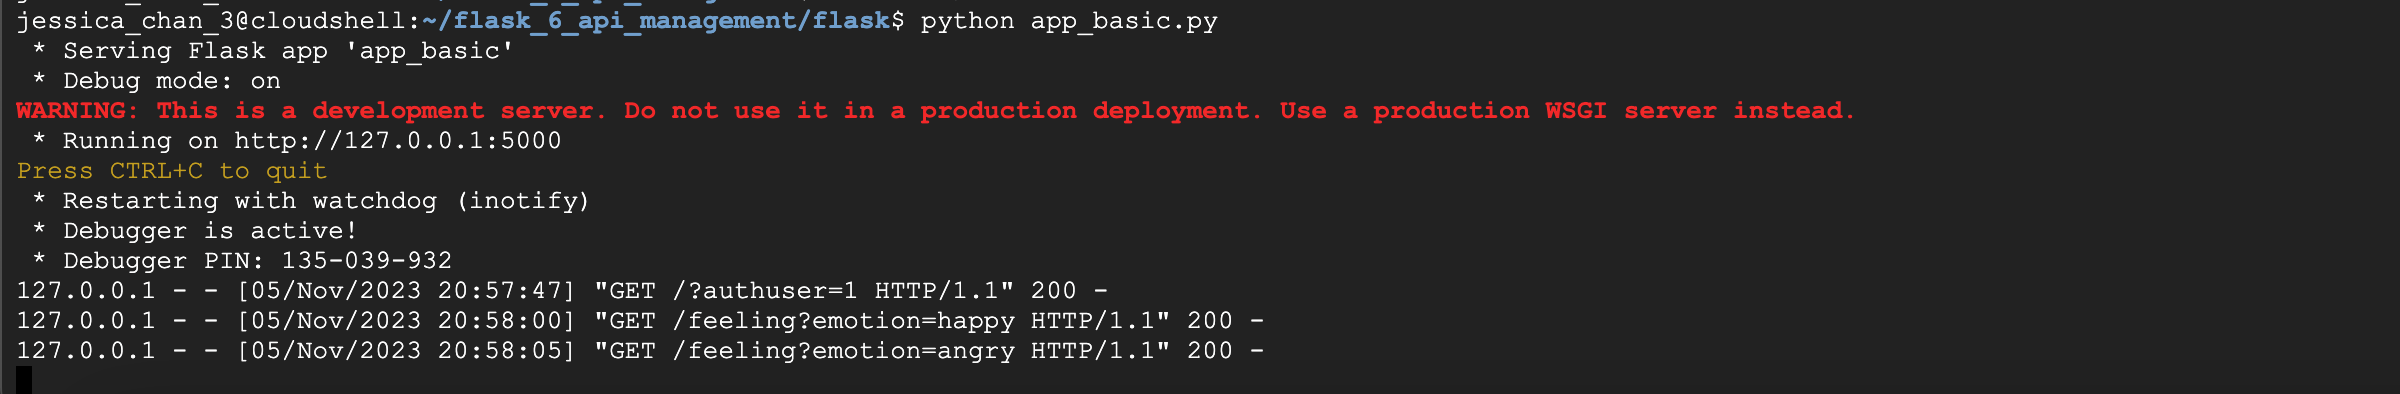 jessica_chan_3@cloudshell:~/flask_6_api_management/flask$ python app_basic.py
 * Serving Flask app 'app_basic'
 * Debug mode: on
WARNING: This is a development server. Do not use it in a production deployment. Use a production WSGI server instead.
 * Running on http://127.0.0.1:5000
Press CTRL+C to quit
 * Restarting with watchdog (inotify)
 * Debugger is active!
 * Debugger PIN: 135-039-932
127.0.0.1 - - [05/Nov/2023 20:57:47] "GET /?authuser=1 HTTP/1.1" 200 -
127.0.0.1 - - [05/Nov/2023 20:58:00] "GET /feeling?emotion=happy HTTP/1.1" 200 -
127.0.0.1 - - [05/Nov/2023 20:58:05] "GET /feeling?emotion=angry HTTP/1.1" 200 -